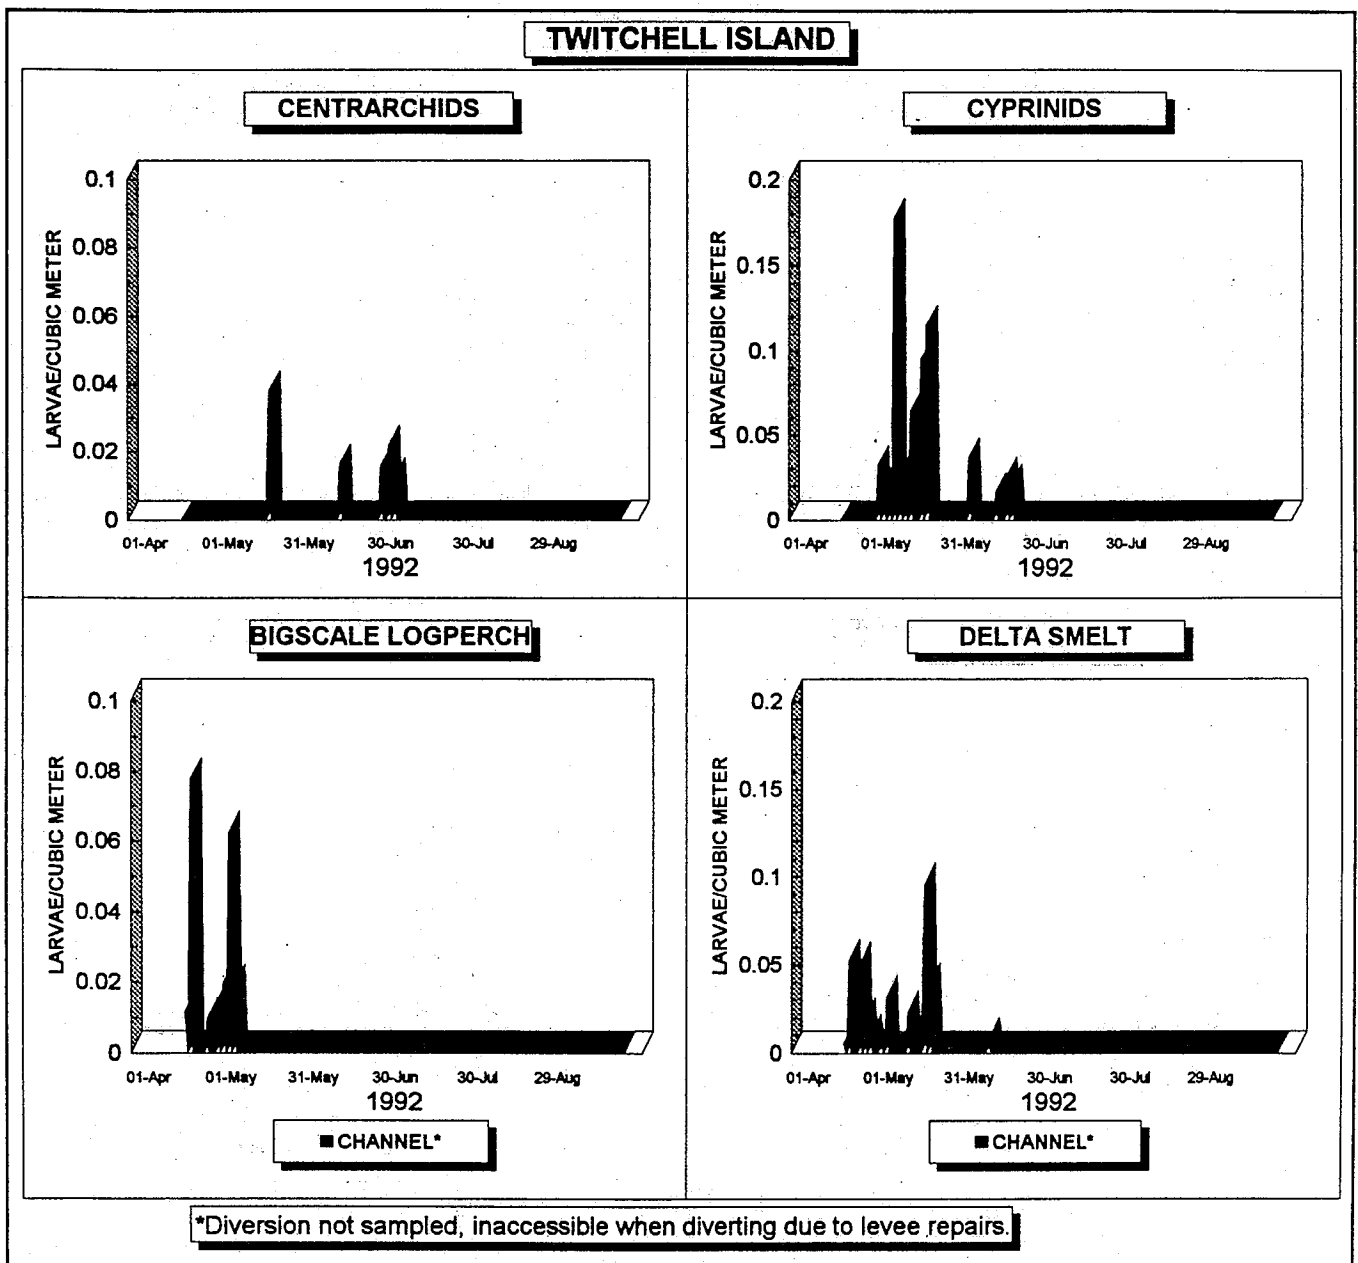 TWITCHELL ISLAND
CENTRARCHIDS
LARVAE/CUBIC METER
0.1
0.08
0.06
0.04
0.02
0
01-Apr 01-May 31-May 30-Jun 30-Jul 29-Aug
1992
CYPRINIDS
LARVAE/CUBIC METER
0.2
0.15
0.1
0.05
0
01-Apr 01-May 31-May 30-Jun 30-Jul 29-Aug
1992
BIGSCALE LOGPERCH
LARVAE/CUBIC METER
0.1
0.08
0.06
0.04
0.02
0
01-Apr 01-May 31-May 30-Jun 30-Jul 29-Aug
1992
CHANNEL*
DELTA SMELT
LARVAE/CUBIC METER
0.2
0.15
0.1
0.05
0
01-Apr 01-May 31-May 30-Jun 30-Jul 29-Aug
1992
CHANNEL*
*Diversion not sampled, inaccessible when diverting due to levee repairs.